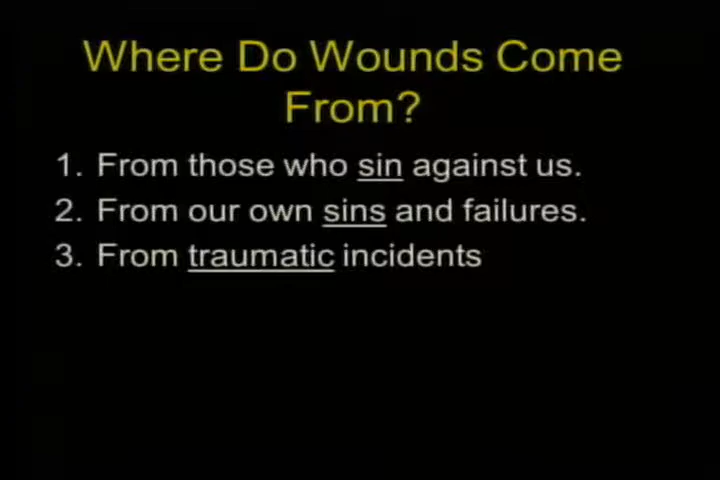 Where Do Wounds Come
From?
1. From those who sin against us.
2. From our own sins and failures.
3. From traumatic incidents